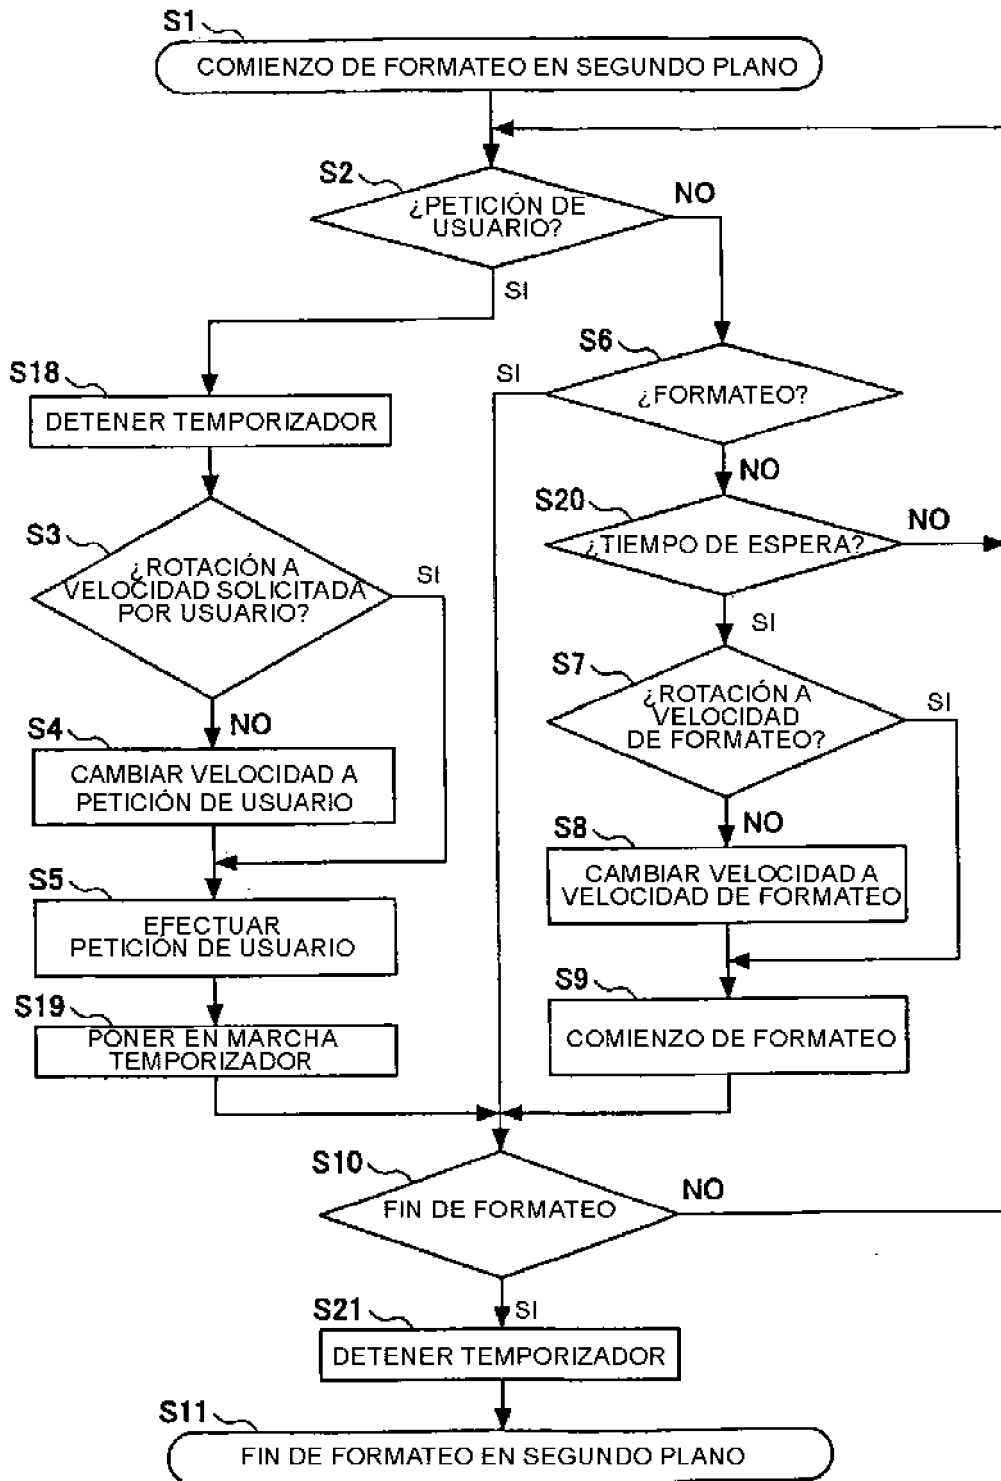 S1
COMIENZO DE FORMATEO EN SEGUNDO PLANO
S2
¿PETICIÓN DE
USUARIO?
NO
SI
S18
DETENER TEMPORIZADOR
S3
¿ROTACIÓN A
VELOCIDAD SOLICITADA
POR USUARIO?
SI
NO
S4
CAMBIAR VELOCIDAD A
PETICIÓN DE USUARIO
S5
EFECTUAR
PETICIÓN DE USUARIO
S19
PONER EN MARCHA
TEMPORIZADOR
S6
SI
¿FORMATEO?
NO
S20
¿TIEMPO DE ESPERA?
NO
SI
S7
¿ROTACIÓN A
VELOCIDAD
DE FORMATEO?
SI
NO
S8
CAMBIAR VELOCIDAD A
VELOCIDAD DE FORMATEO
S9
COMIENZO DE FORMATEO
S10
FIN DE FORMATEO
NO
SI
S21
DETENER TEMPORIZADOR
S11
FIN DE FORMATEO EN SEGUNDO PLANO